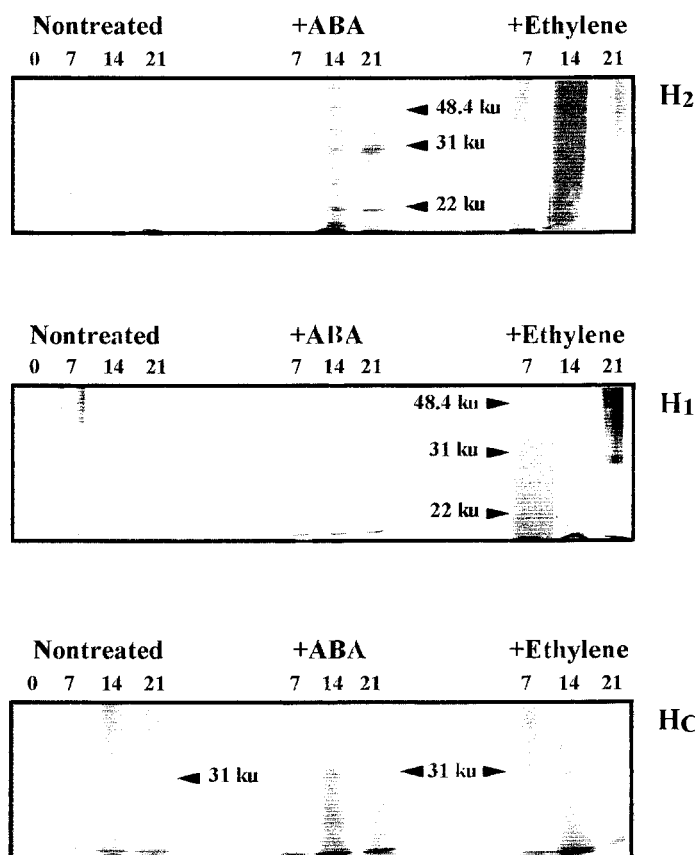 Nontreated +ABA +Ethylene
0 7 14 21 7 14 21 7 14 21
H2
48.4 ku
31 ku
22 ku
Nontreated +ABA +Ethylene
0 7 14 21 7 14 21 7 14 21
H1
48.4 ku
31 ku
22 ku
Nontreated +ABA +Ethylene
0 7 14 21 7 14 21 7 14 21
HC
31 ku 31 ku